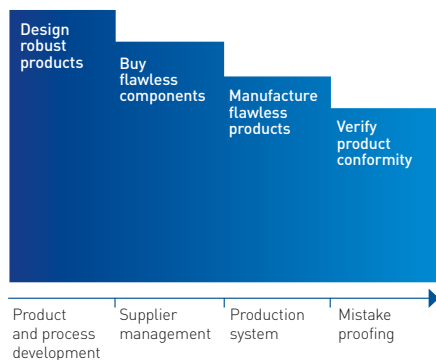 Design
robust
products
Buy
flawless
components
Manufacture
flawless
products
Verify
product
conformity
Product
and process
development
Supplier
management
Production
system
Mistake
proofing